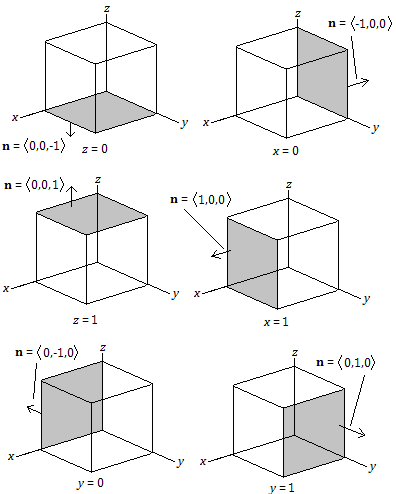 z
x
y
n = ⟨0,0,-1⟩
z = 0
n = ⟨-1,0,0⟩
z
x
y
x = 0
n = ⟨0,0,1⟩
z
x
y
z = 1
n = ⟨1,0,0⟩
z
x
y
x = 1
n = ⟨0,-1,0⟩
z
x
y
y = 0
n = ⟨0,1,0⟩
z
x
y
y = 1